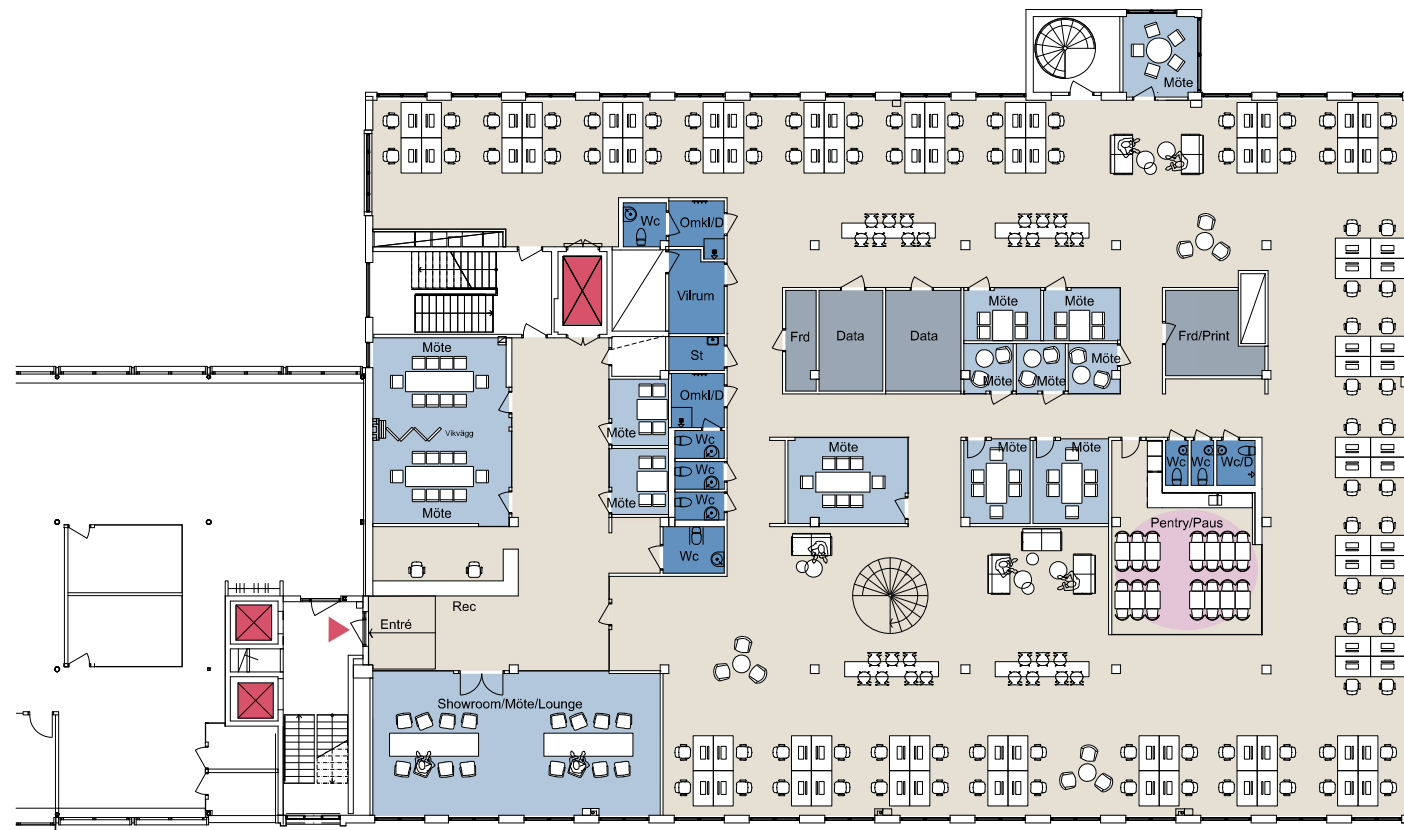 Möte
Wc
Omkl/D
Vilrum
Möte
Möte
Frd
Data
Data
Frd/Print
Möte
St
Möte
Möte
Möte
Omkl/D
Vikvägg
Möte
Wc
Möte
Möte
Möte
Wc
Wc
Wc/D
Wc
Möte
Möte
Wc
Pentry/Paus
Wc
Rec
Entré
Showroom/Möte/Lounge